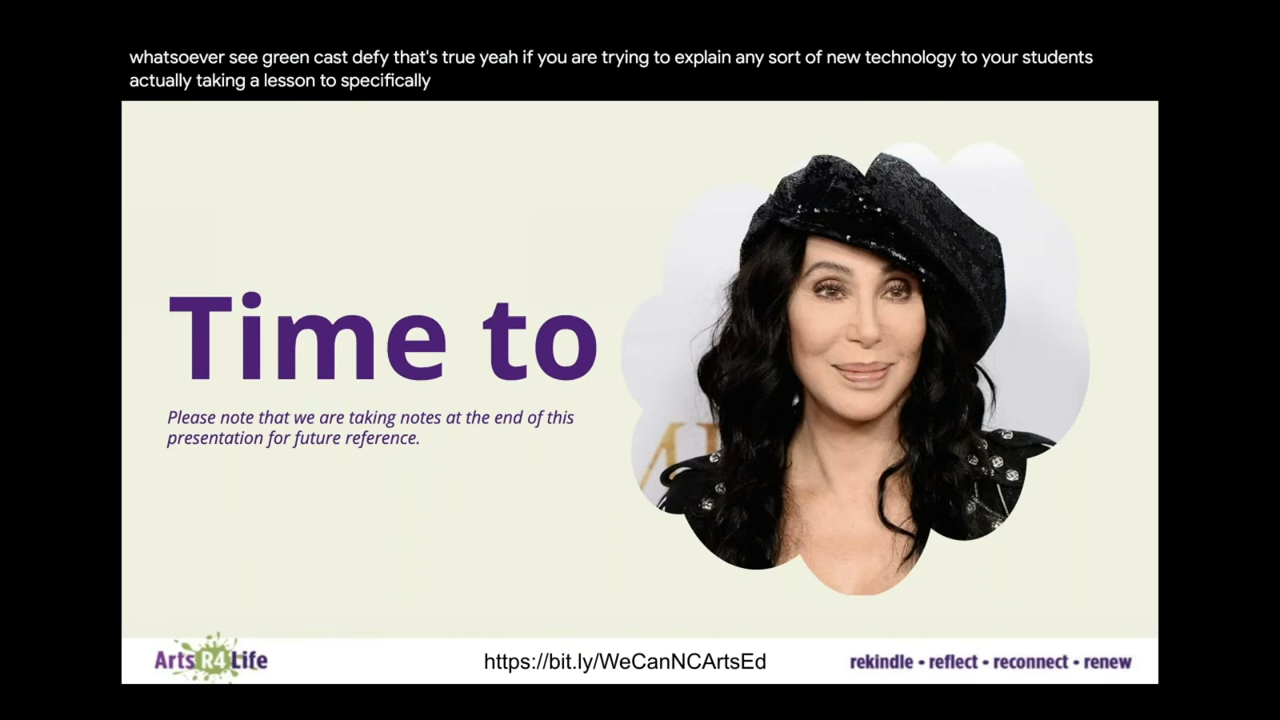 whatsoever see green cast defy that's true yeah if you are trying to explain any sort of new technology to your students
actually taking a lesson to specifically
Time to
Please note that we are taking notes at the end of this
presentation for future reference.
Arts R4 Life
https://bit.ly/WeCanNCArtsEd
rekindle • reflect • reconnect • renew